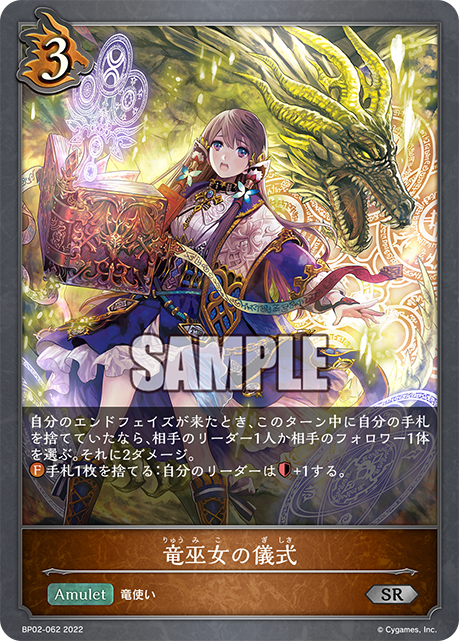 3
SAMPLE
自分のエンドフェイズが来たとき、このターン中に自分の手札
を捨てていたなら、相手のリーダー1人か相手のフォロワー1体
を選ぶ。それに2ダメージ。
F 手札1枚を捨てる:自分のリーダーは+1する。
りゅうみこ ぎしき
竜巫女の儀式
Amulet 竜使い
SR
BP02-062 2022
© Cygames, Inc.